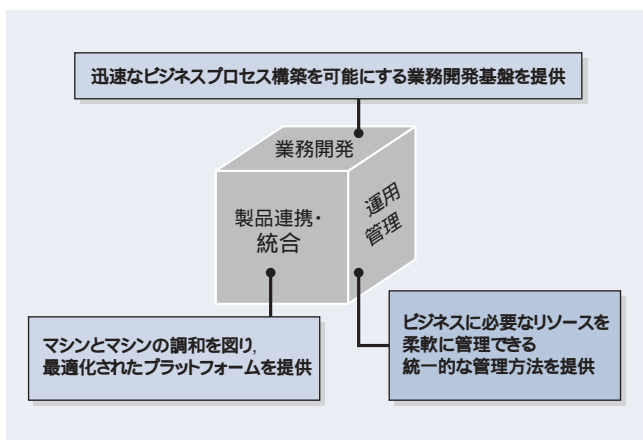 迅速なビジネスプロセス構築を可能にする業務開発基盤を提供
業務開発
製品連携・
統合
運用
管理
マシンとマシンの調和を図り,
最適化されたプラットフォームを提供
ビジネスに必要なリソースを
柔軟に管理できる
統一的な管理方法を提供